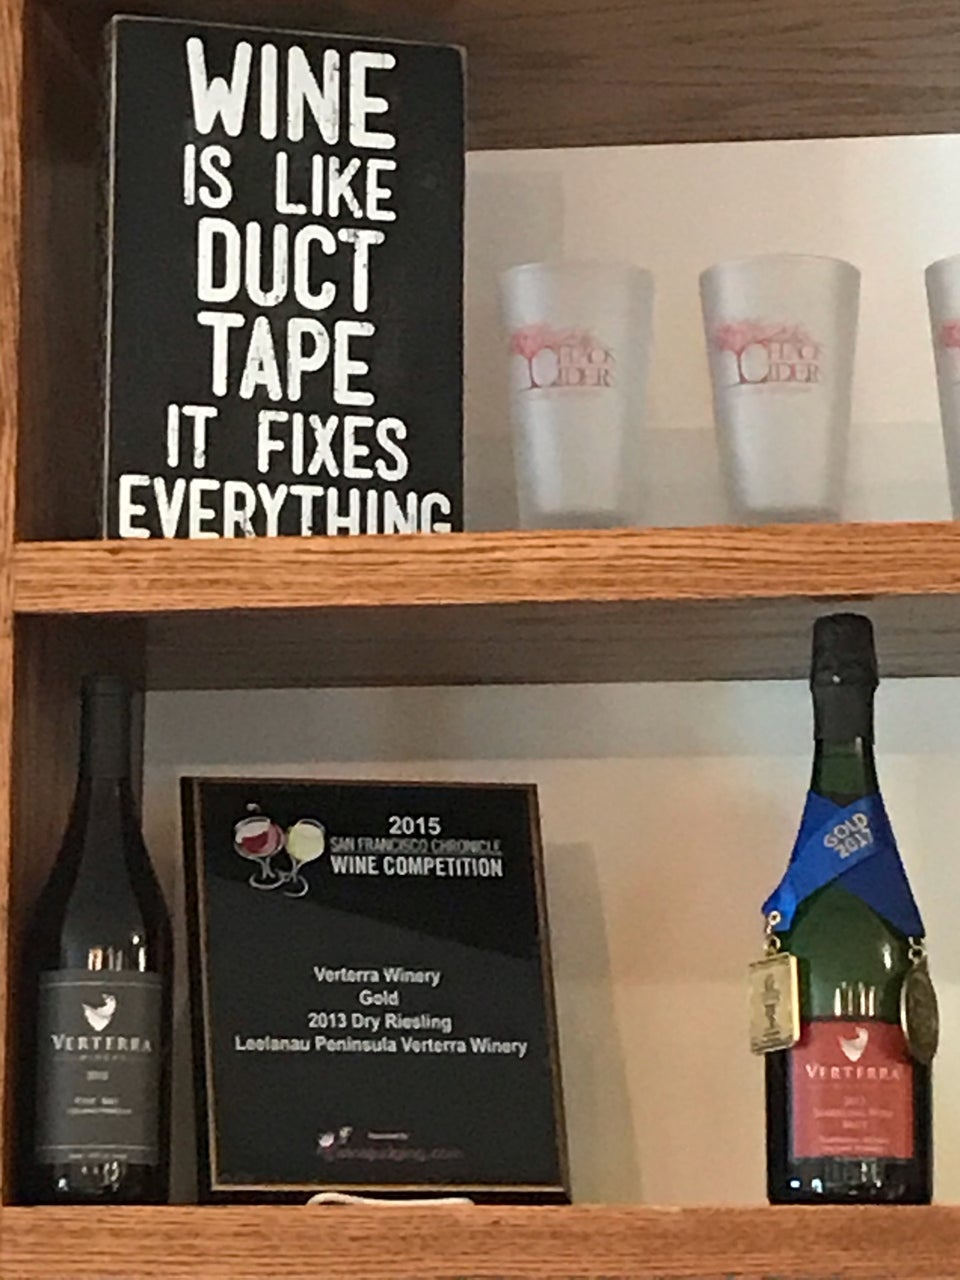 WINE
IS LIKE
DUCT
TAPE
IT FIXES
EVERYTHING
CIDER
CIDER
2015
SAN FRANCISCO CHRONICLE
WINE COMPETITION
Verterra Winery
Gold
2013 Dry Riesling
Leelanau Peninsula Verterra Winery
GOLD
2017
VERTERRA
WINERY
VERTERRA